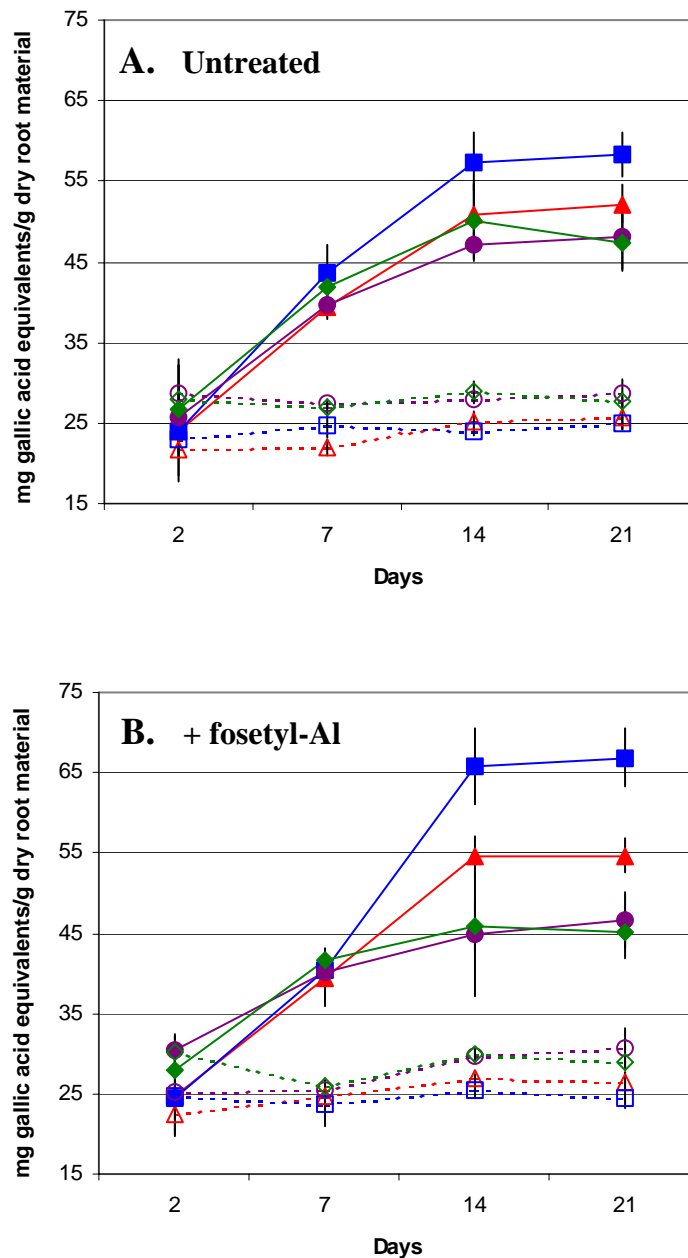 75
A. Untreated
65
55
45
35
25
15
mg gallic acid equivalents/g dry root material
2 7 14 21
Days
75
B. + fosetyl-Al
65
55
45
35
25
15
mg gallic acid equivalents/g dry root material
2 7 14 21
Days